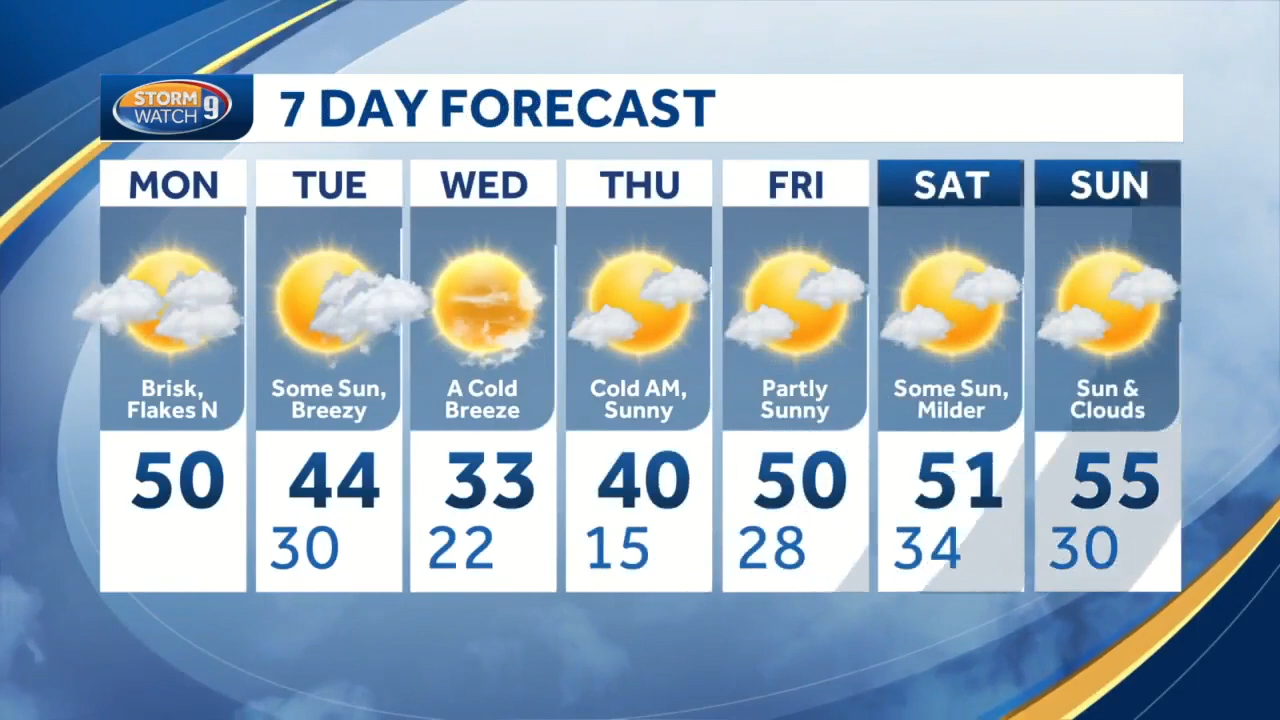 STORM
WATCH 9
7 DAY FORECAST
MON
TUE
WED
THU
FRI
SAT
SUN
Brisk,
Flakes N
Some Sun,
Breezy
A Cold
Breeze
Cold AM,
Sunny
Partly
Sunny
Some Sun,
Milder
Sun &
Clouds
50
44
33
40
50
51
55
30
22
15
28
34
30